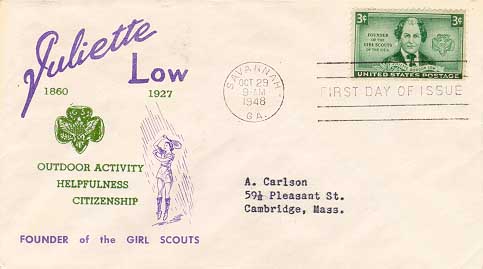 Juliette
Low
1860 1927
OUTDOOR ACTIVITY
HELPFULNESS
CITIZENSHIP
FOUNDER of the GIRL SCOUTS
SAVANNAH
OCT 29
9-AM
1948
GA.
3¢ 3¢
FOUNDER
OF THE
GIRL SCOUTS
OF THE U.S.A.
UNITED STATES POSTAGE
FIRST DAY OF ISSUE
A. Carlson
59½ Pleasant St.
Cambridge, Mass.